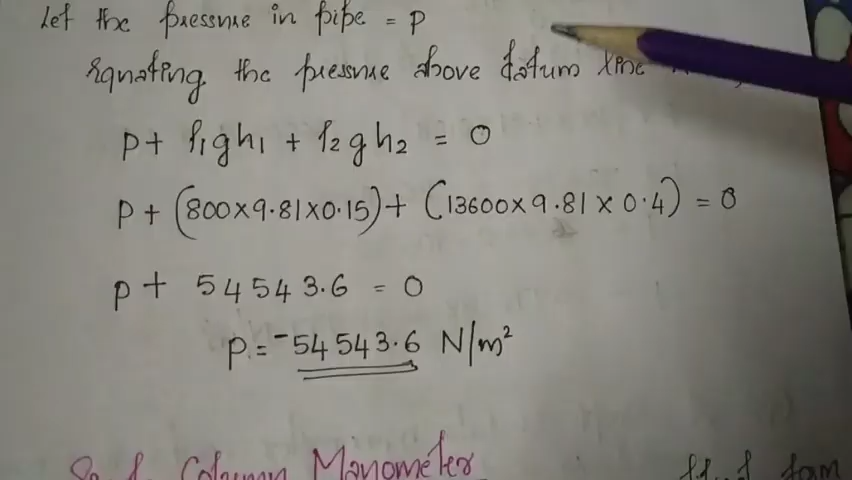 Let the pressure in pipe = p
Equating the pressure above datum line
p + ρ₁gh₁ + ρ₂gh₂ = 0
p + (800×9.81×0.15) + (13600×9.81×0.4) = 0
p + 54543.6 = 0
p = -54543.6 N/m²
Column Manometer